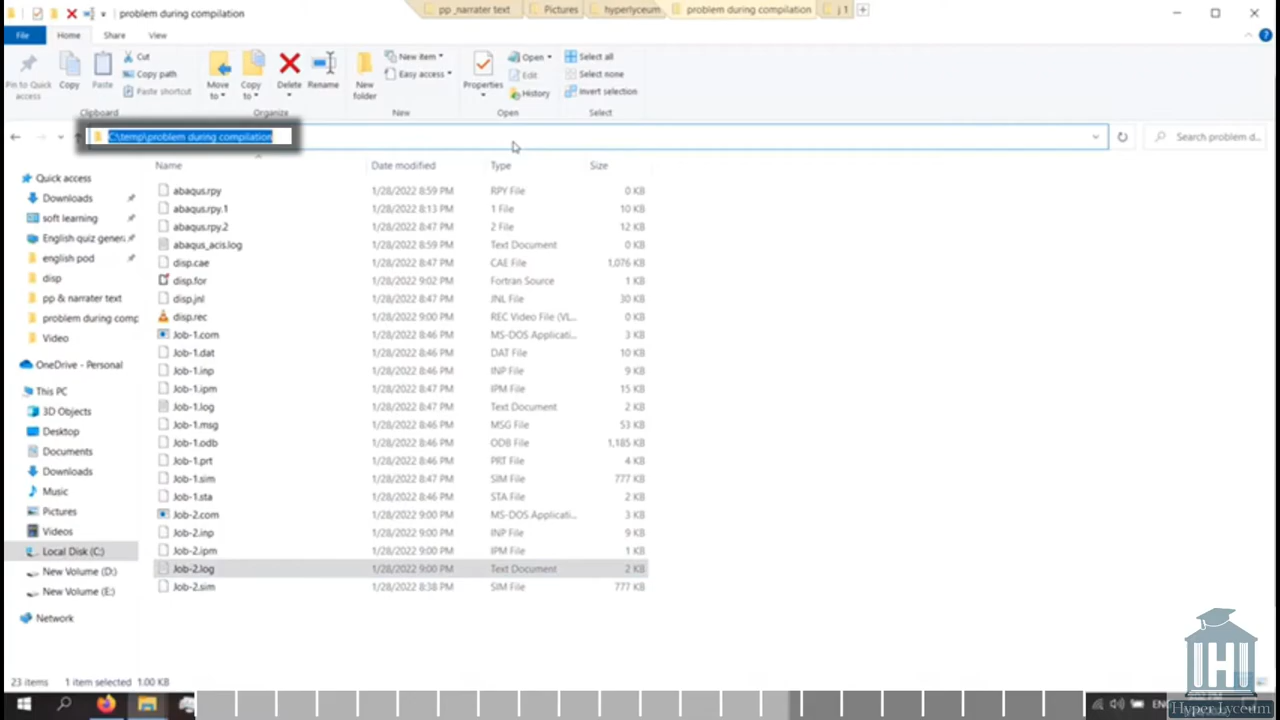 problem during compilation
pp_narrater text
Pictures
hyperlyceum
problem during compilation
j 1
File
Home
Share
View
Pin to Quick access
Copy
Paste
Cut
Copy path
Paste shortcut
Clipboard
Move to
Copy to
Delete
Rename
Organize
New folder
New item
Easy access
New
Properties
Open
Edit
History
Open
Select all
Select none
Invert selection
Select
C:\temp\problem during compilation
Search problem d...
Quick access
Downloads
soft learning
English quiz gener
english pod
disp
pp & narrater text
problem during comp
Video
OneDrive - Personal
This PC
3D Objects
Desktop
Documents
Downloads
Music
Pictures
Videos
Local Disk (C:)
New Volume (D:)
New Volume (E:)
Network
Name Date modified Type Size
abaqus.rpy 1/28/2022 8:59 PM RPY File 0 KB
abaqus.rpy.1 1/28/2022 8:13 PM 1 File 10 KB
abaqus.rpy.2 1/28/2022 8:47 PM 2 File 12 KB
abaqus_acis.log 1/28/2022 8:59 PM Text Document 0 KB
disp.cae 1/28/2022 8:47 PM CAE File 1,076 KB
disp.for 1/28/2022 9:02 PM Fortran Source 1 KB
disp.jnl 1/28/2022 8:47 PM JNL File 30 KB
disp.rec 1/28/2022 9:00 PM REC Video File (VL... 0 KB
Job-1.com 1/28/2022 8:46 PM MS-DOS Applicati... 3 KB
Job-1.dat 1/28/2022 8:46 PM DAT File 10 KB
Job-1.inp 1/28/2022 8:46 PM INP File 9 KB
Job-1.ipm 1/28/2022 8:47 PM IPM File 15 KB
Job-1.log 1/28/2022 8:47 PM Text Document 2 KB
Job-1.msg 1/28/2022 8:46 PM MSG File 53 KB
Job-1.odb 1/28/2022 8:46 PM ODB File 1,185 KB
Job-1.prt 1/28/2022 8:46 PM PRT File 4 KB
Job-1.sim 1/28/2022 8:47 PM SIM File 777 KB
Job-1.sta 1/28/2022 8:46 PM STA File 2 KB
Job-2.com 1/28/2022 9:00 PM MS-DOS Applicati... 3 KB
Job-2.inp 1/28/2022 9:00 PM INP File 9 KB
Job-2.ipm 1/28/2022 9:00 PM IPM File 1 KB
Job-2.log 1/28/2022 9:00 PM Text Document 2 KB
Job-2.sim 1/28/2022 8:38 PM SIM File 777 KB
23 items 1 item selected 1.00 KB
Hyper Lyceum